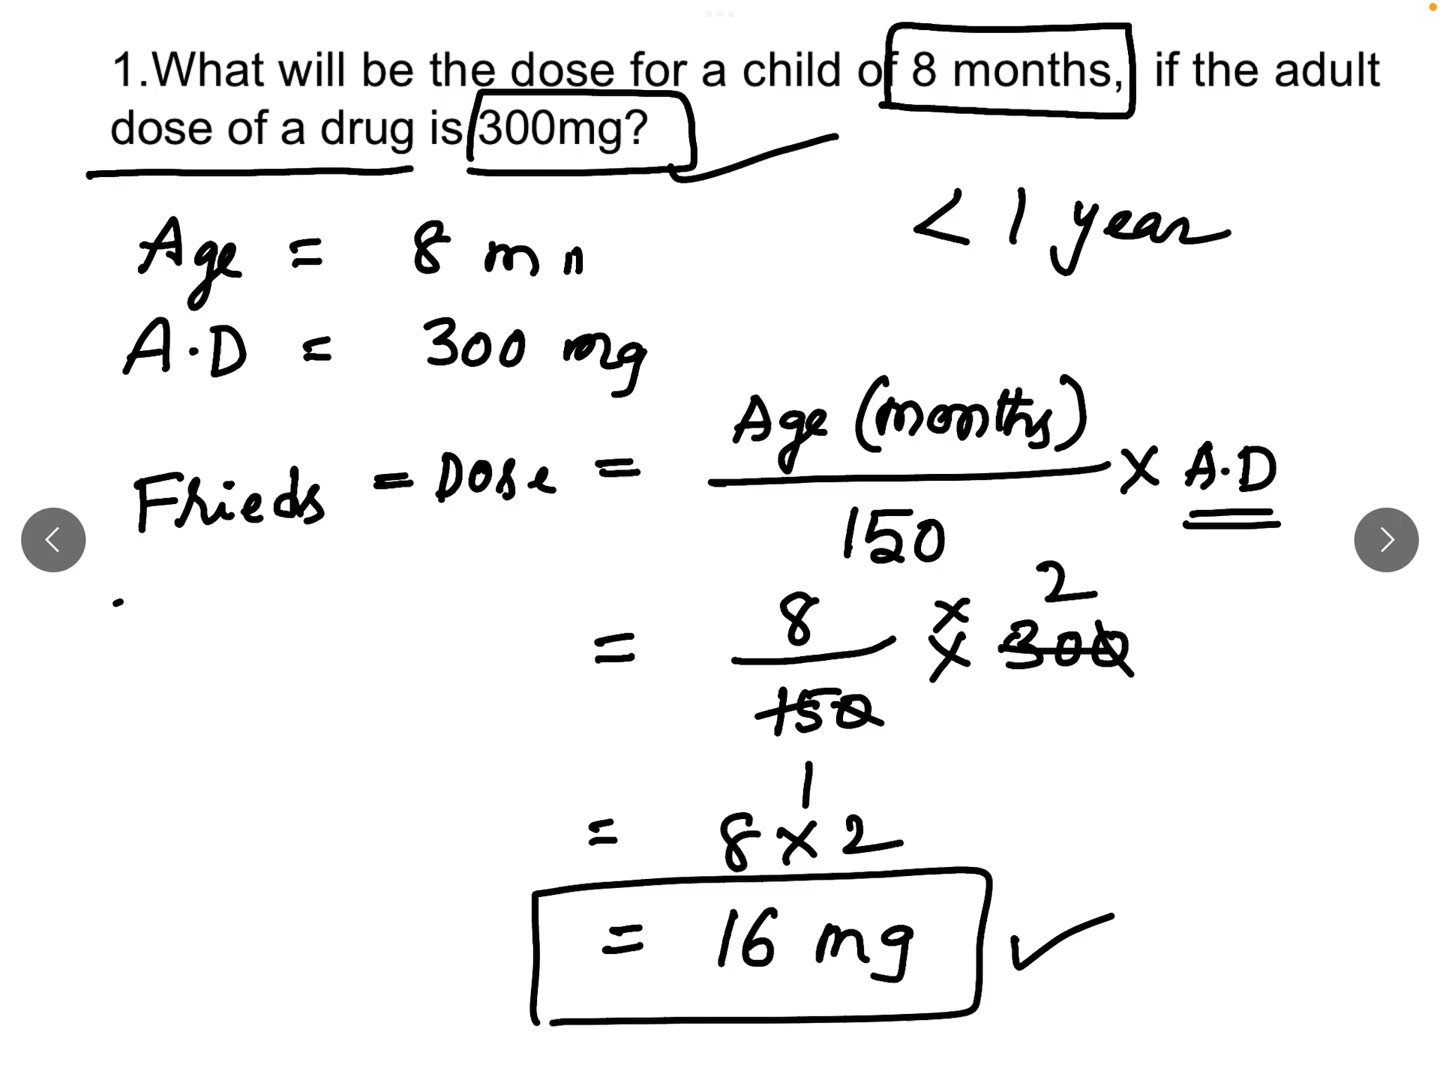 1.What will be the dose for a child of 8 months, if the adult
dose of a drug is 300mg?
< 1 year
Age = 8 mn
A.D = 300 mg
Frieds = Dose = Age (months) / 150 × A.D
= 8 / 150 × 300 2
1
= 8 × 2
= 16 mg